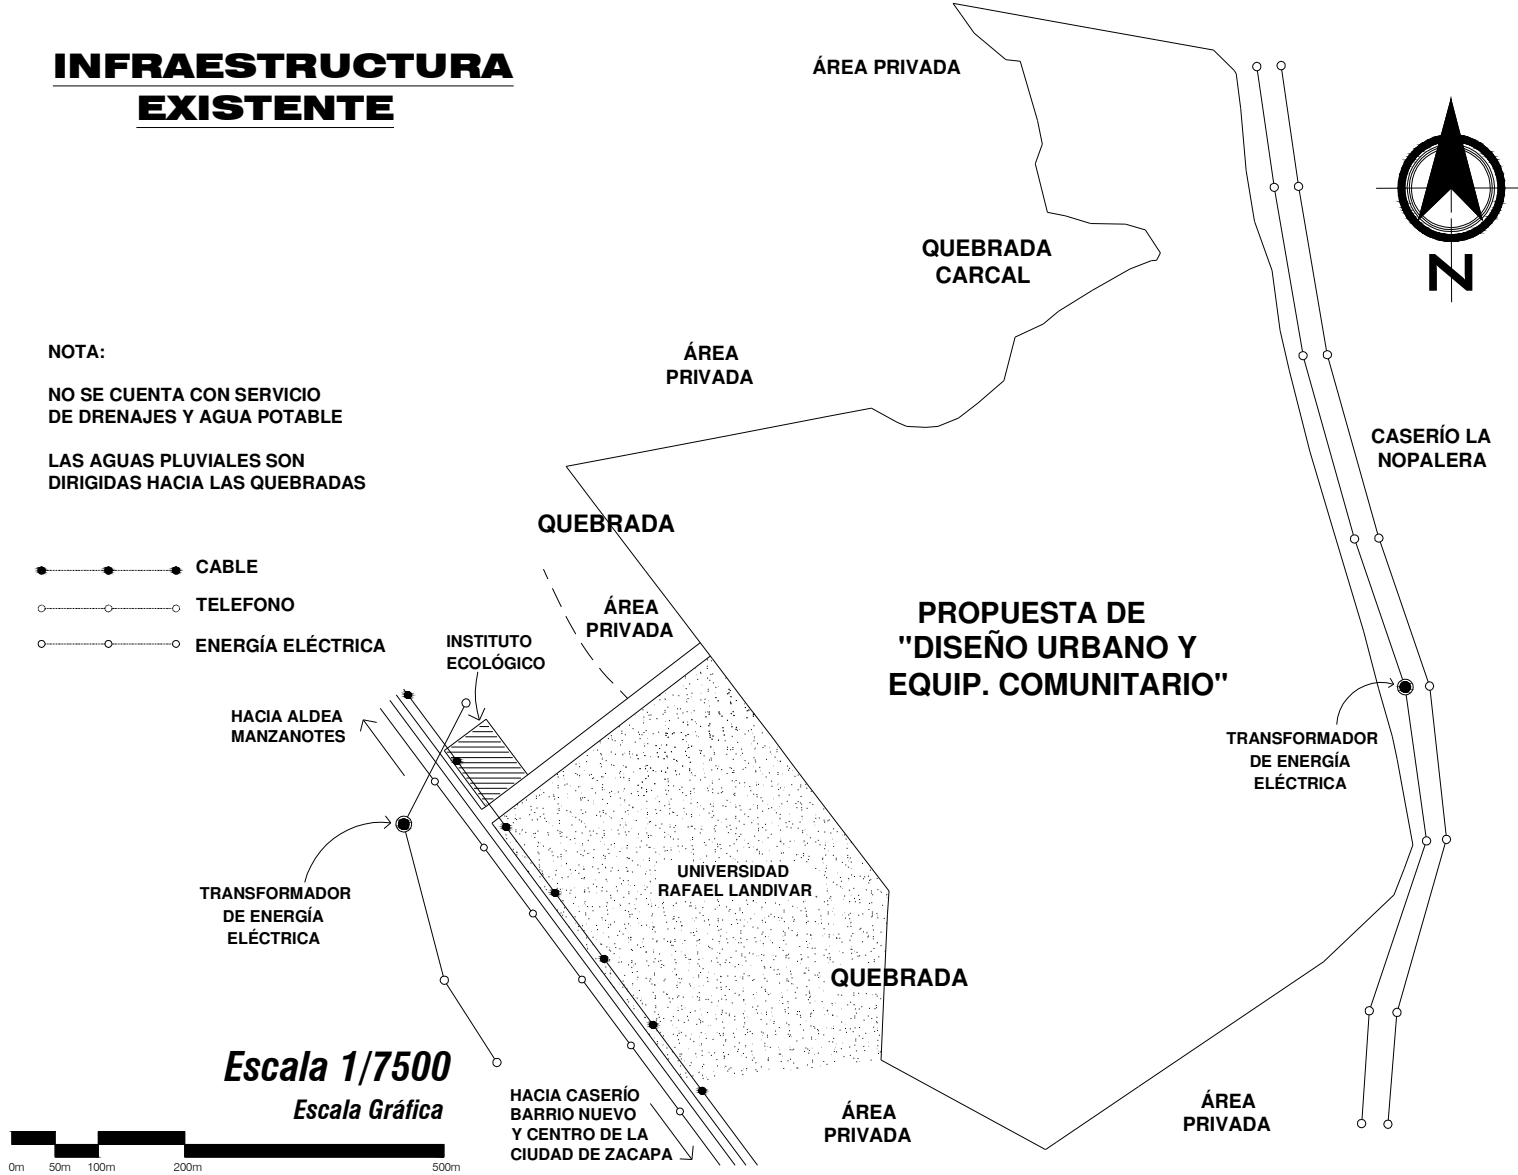 INFRAESTRUCTURA
EXISTENTE
ÁREA PRIVADA
QUEBRADA
CARCAL
N
NOTA:
NO SE CUENTA CON SERVICIO
DE DRENAJES Y AGUA POTABLE
LAS AGUAS PLUVIALES SON
DIRIGIDAS HACIA LAS QUEBRADAS
ÁREA
PRIVADA
CASERÍO LA
NOPALERA
QUEBRADA
CABLE
TELEFONO
ENERGÍA ELÉCTRICA
ÁREA
PRIVADA
INSTITUTO
ECOLÓGICO
PROPUESTA DE
"DISEÑO URBANO Y
EQUIP. COMUNITARIO"
HACIA ALDEA
MANZANOTES
TRANSFORMADOR
DE ENERGÍA
ELÉCTRICA
TRANSFORMADOR
DE ENERGÍA
ELÉCTRICA
UNIVERSIDAD
RAFAEL LANDIVAR
QUEBRADA
Escala 1/7500
Escala Gráfica
0m 50m 100m 200m 500m
HACIA CASERÍO
BARRIO NUEVO
Y CENTRO DE LA
CIUDAD DE ZACAPA
ÁREA
PRIVADA
ÁREA
PRIVADA